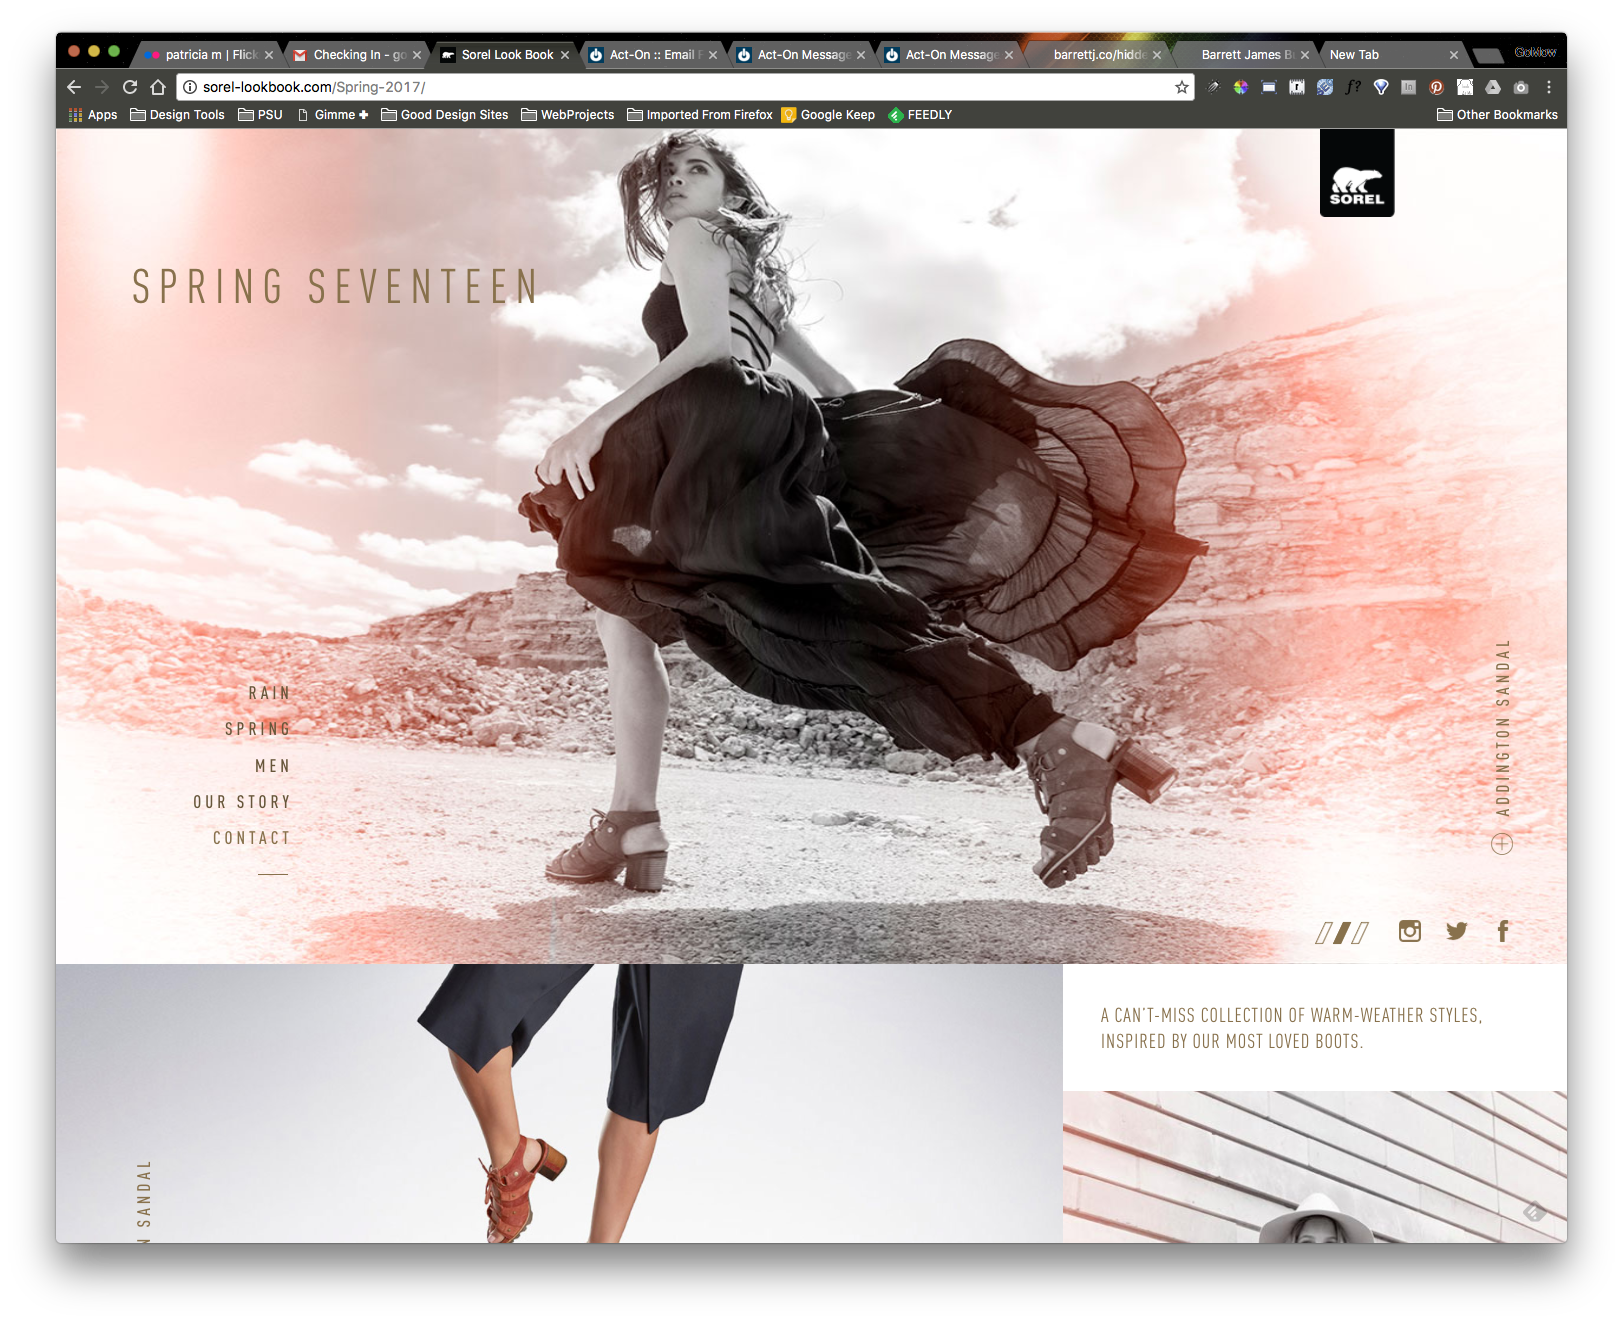 patricia m | Flick
Checking In - go
Sorel Look Book
Act-On :: Email P
Act-On Message
Act-On Message
barrettj.co/hidde
Barrett James B
New Tab
GoMow
sorel-lookbook.com/Spring-2017/
Apps
Design Tools
PSU
Gimme ✚
Good Design Sites
WebProjects
Imported From Firefox
Google Keep
FEEDLY
Other Bookmarks
SOREL
SPRING SEVENTEEN
RAIN
SPRING
MEN
OUR STORY
CONTACT
ADDINGTON SANDAL
A CAN'T-MISS COLLECTION OF WARM-WEATHER STYLES,
INSPIRED BY OUR MOST LOVED BOOTS.
N SANDAL